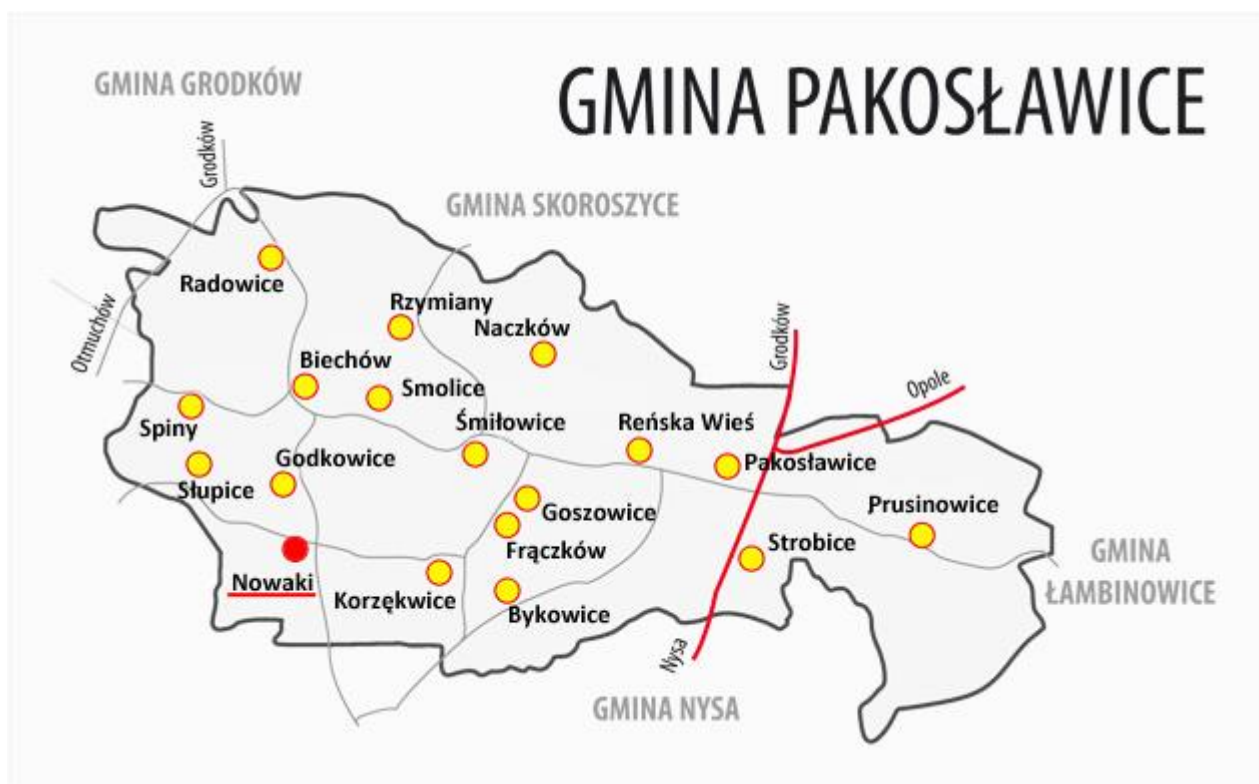 GMINA GRODKÓW
GMINA PAKOSŁAWICE
Grodków
GMINA SKOROSZYCE
Radowice
Otmuchów
Rzymiany
Naczków
Grodków
Opole
Biechów
Smolice
Spiny
Śmiłowice
Reńska Wieś
Godkowice
Pakosławice
Słupice
Goszowice
Prusinowice
Frączków
Strobice
GMINA
ŁAMBINOWICE
Nowaki
Korzękwice
Bykowice
Nysa
GMINA NYSA